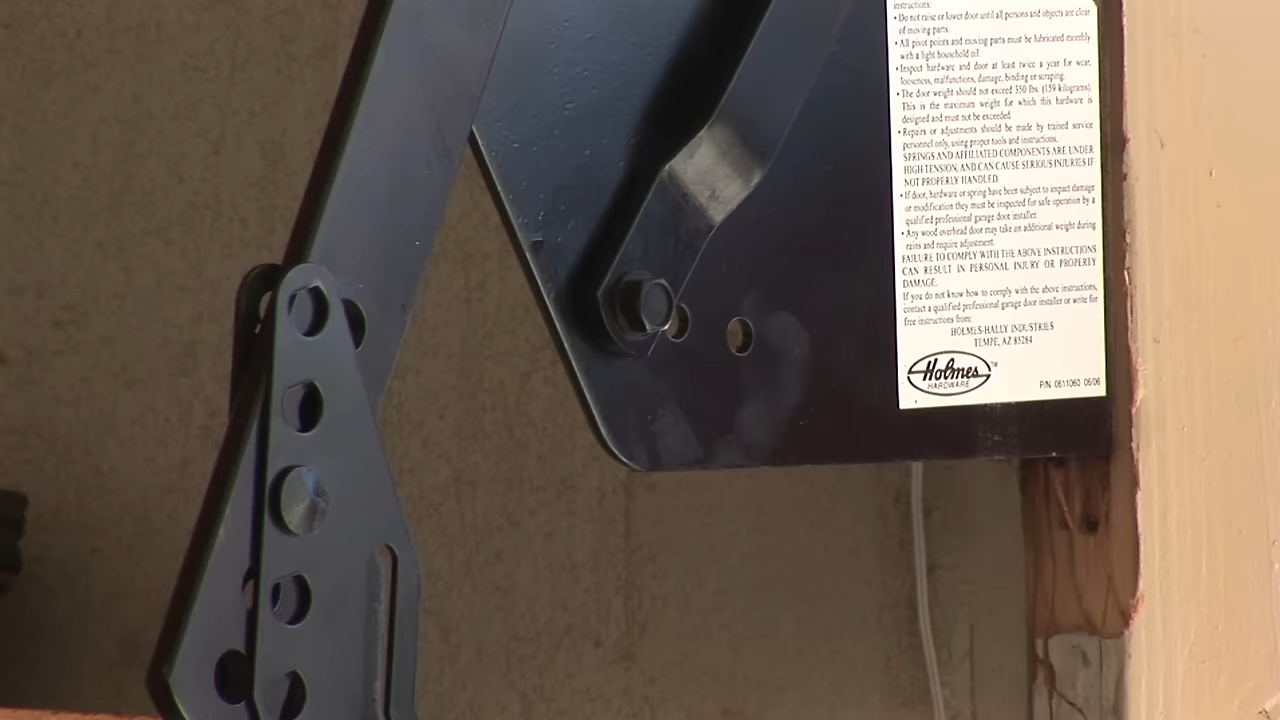 instructions:
• Do not raise or lower door until all persons and objects are clear
of moving parts.
• All pivot points and moving parts must be lubricated monthly
with a light household oil.
• Inspect hardware and door at least twice a year for wear,
looseness, malfunctions, damage, binding or scraping.
• The door weight should not exceed 350 lbs. (159 kilograms).
This is the maximum weight for which this hardware is
designed and must not be exceeded.
• Repairs or adjustments should be made by trained service
personnel only, using proper tools and instructions.
SPRINGS AND AFFILIATED COMPONENTS ARE UNDER
HIGH TENSION, AND CAN CAUSE SERIOUS INJURIES IF
NOT PROPERLY HANDLED.
• If door, hardware or spring have been subject to impact damage
or modification they must be inspected for safe operation by a
qualified professional garage door installer.
• Any wood overhead door may take on additional weight during
rains and require adjustment.
FAILURE TO COMPLY WITH THE ABOVE INSTRUCTIONS
CAN RESULT IN PERSONAL INJURY OR PROPERTY
DAMAGE.
If you do not know how to comply with the above instructions,
contact a qualified professional garage door installer or write for
free instructions from:
HOLMES-HALLY INDUSTRIES
TEMPE, AZ 85284
Holmes TM
HARDWARE
P/N 0611060 06/06